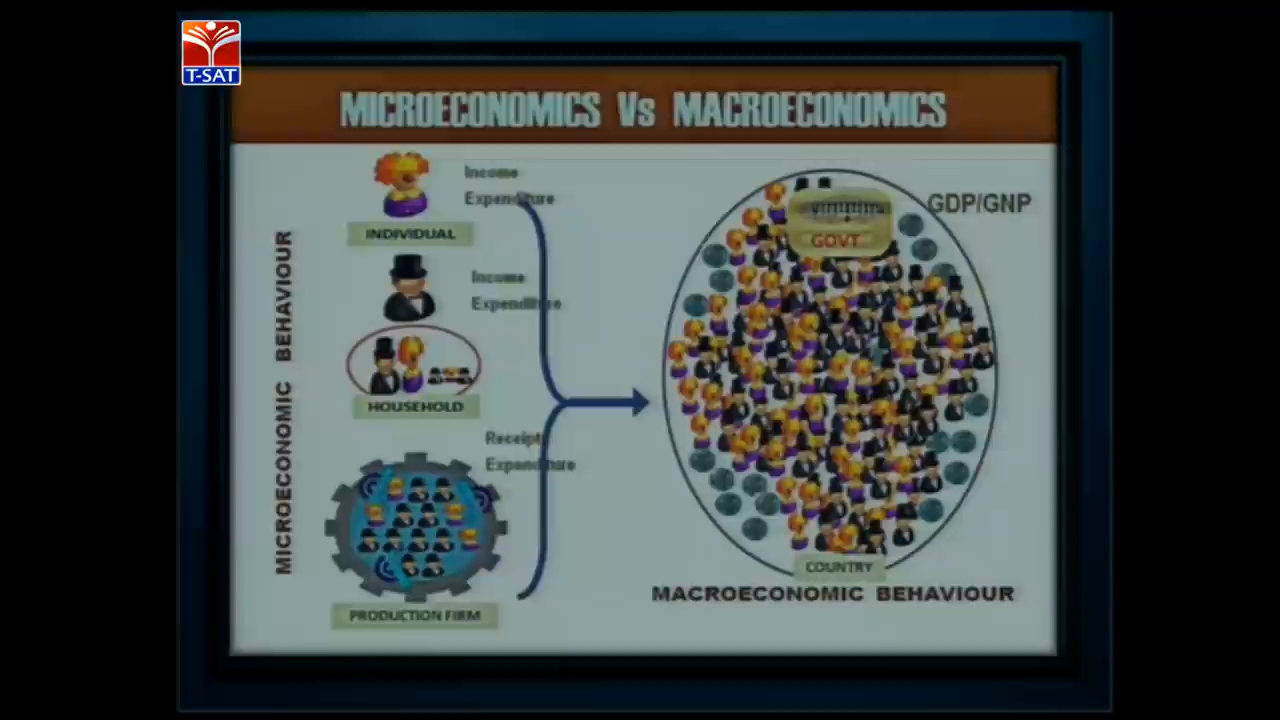 T-SAT
MICROECONOMICS Vs MACROECONOMICS
Income
Expenditure
INDIVIDUAL
Income
Expenditure
HOUSEHOLD
Receipt
Expenditure
PRODUCTION FIRM
MICROECONOMIC BEHAVIOUR
GDP/GNP
GOVT
COUNTRY
MACROECONOMIC BEHAVIOUR